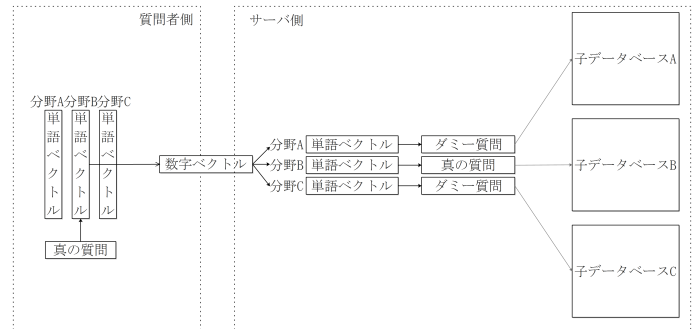 質問者側
サーバ側
分野A分野B分野C
単語ベクトル
単語ベクトル
単語ベクトル
真の質問
数字ベクトル
分野A 単語ベクトル ダミー質問
分野B 単語ベクトル 真の質問
分野C 単語ベクトル ダミー質問
子データベースA
子データベースB
子データベースC